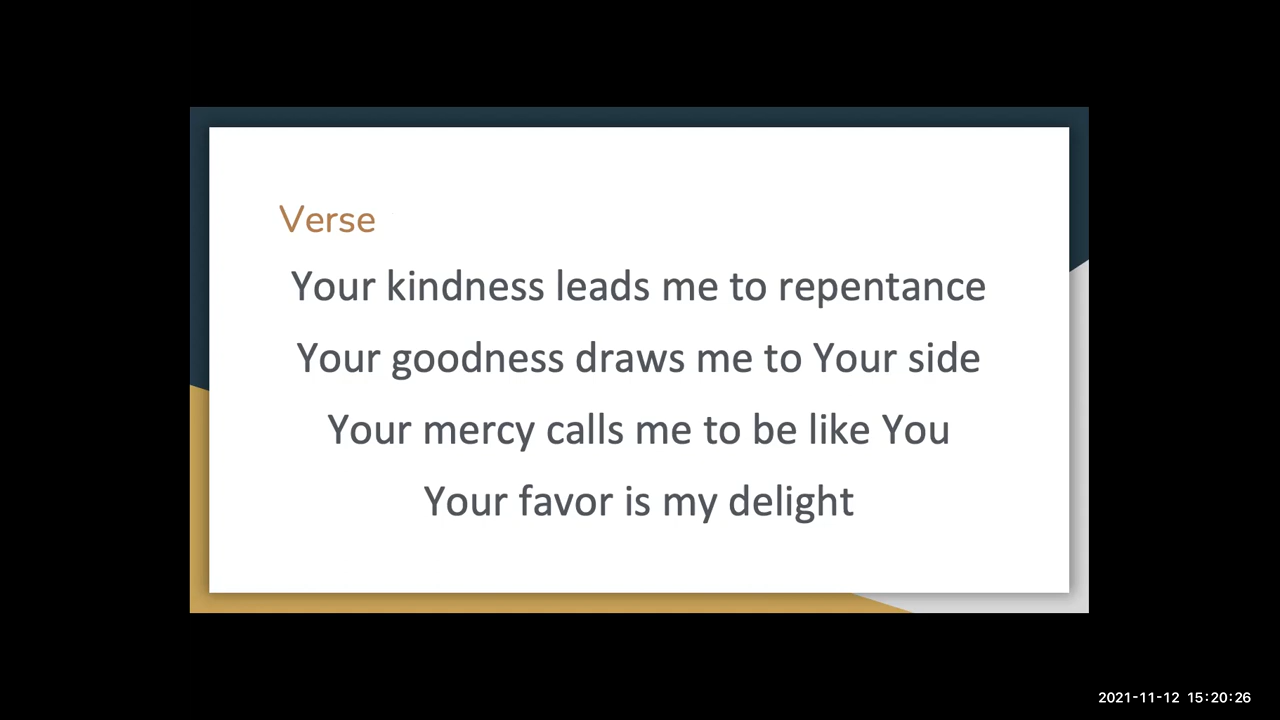 Verse
Your kindness leads me to repentance
Your goodness draws me to Your side
Your mercy calls me to be like You
Your favor is my delight
2021-11-12 15:20:26